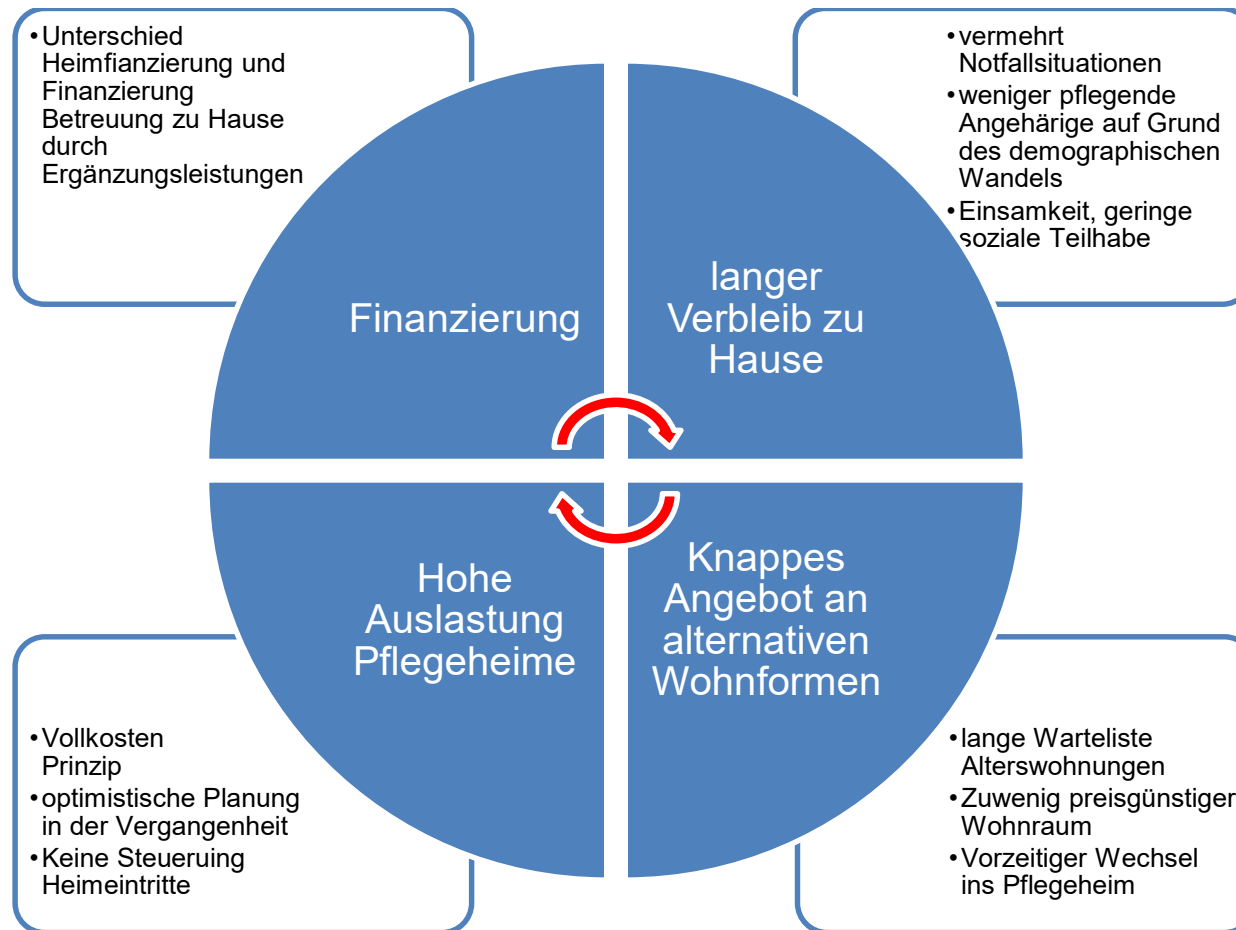 •Unterschied
Heimfianzierung und
Finanzierung
Betreuung zu Hause
durch
Ergänzungsleistungen
•vermehrt
Notfallsituationen
•weniger pflegende
Angehärige auf Grund
des demographischen
Wandels
•Einsamkeit, geringe
soziale Teilhabe
Finanzierung
langer
Verbleib zu
Hause
Hohe
Auslastung
Pflegeheime
Knappes
Angebot an
alternativen
Wohnformen
•Vollkosten
Prinzip
•optimistische Planung
in der Vergangenheit
•Keine Steueruing
Heimeintritte
•lange Warteliste
Alterswohnungen
•Zuwenig preisgünstiger
Wohnraum
•Vorzeitiger Wechsel
ins Pflegeheim